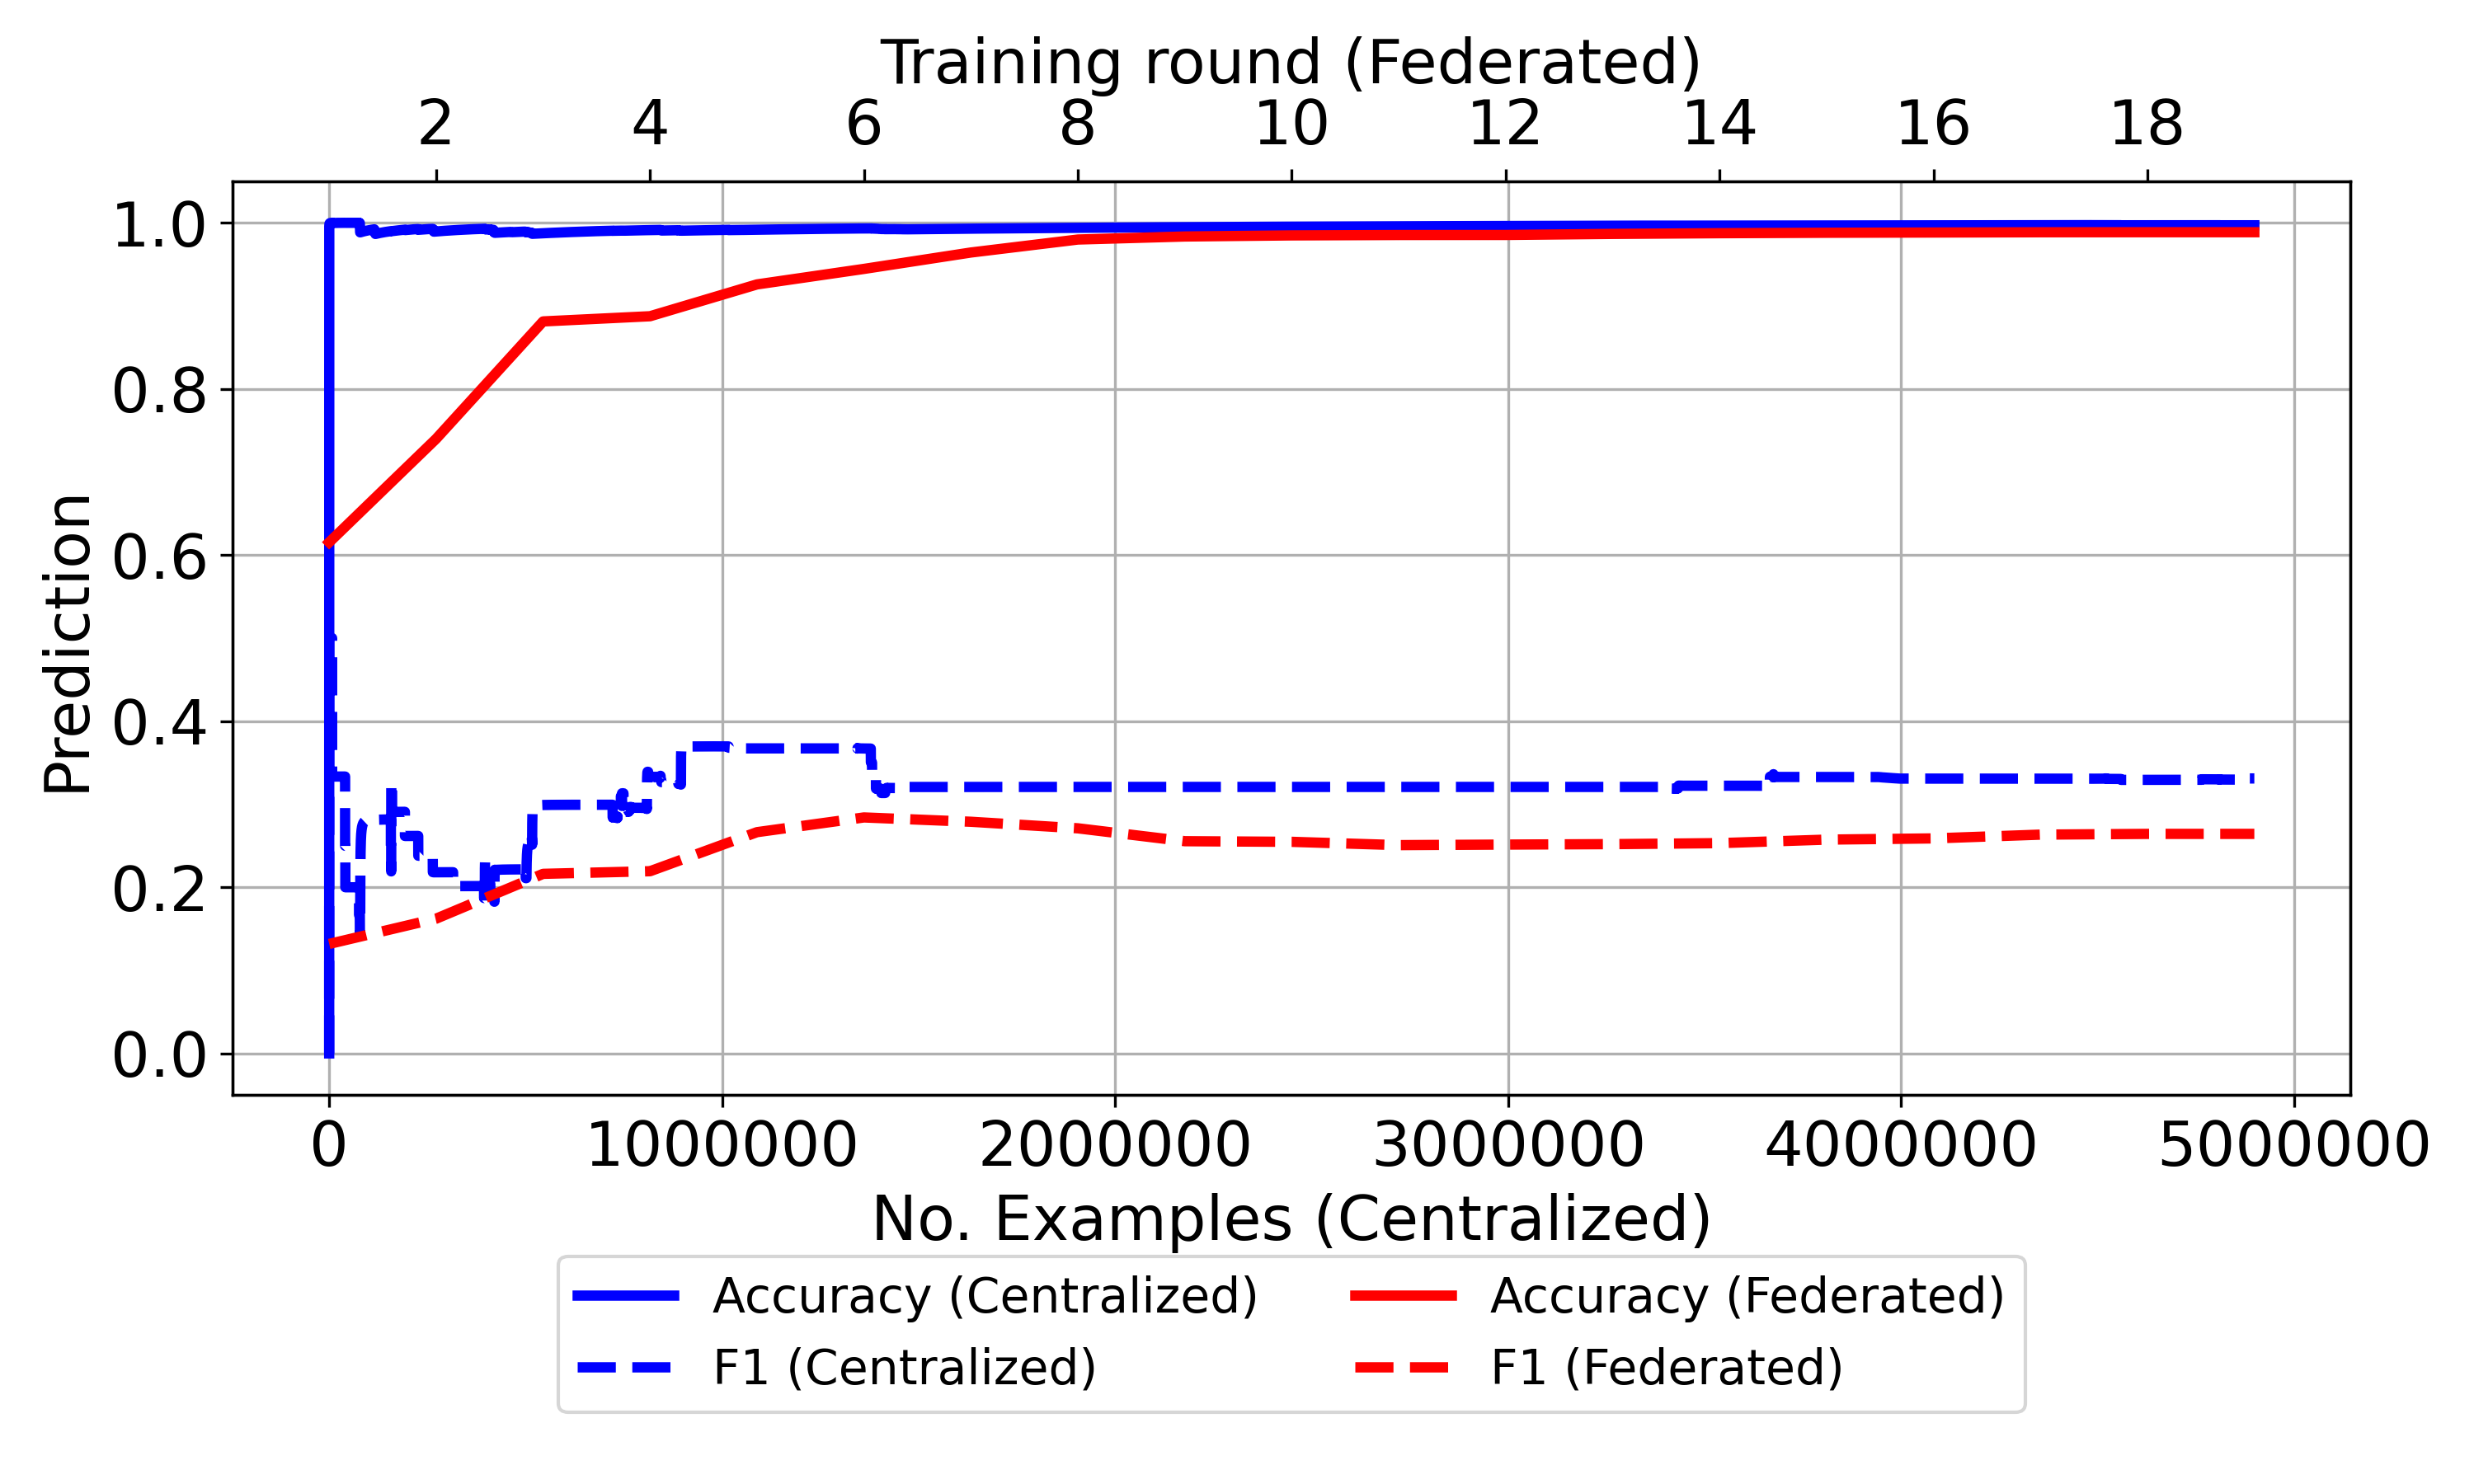 Training round (Federated)
2 4 6 8 10 12 14 16 18
Prediction
1.0
0.8
0.6
0.4
0.2
0.0
0 1000000 2000000 3000000 4000000 5000000
No. Examples (Centralized)
Accuracy (Centralized) Accuracy (Federated)
F1 (Centralized) F1 (Federated)